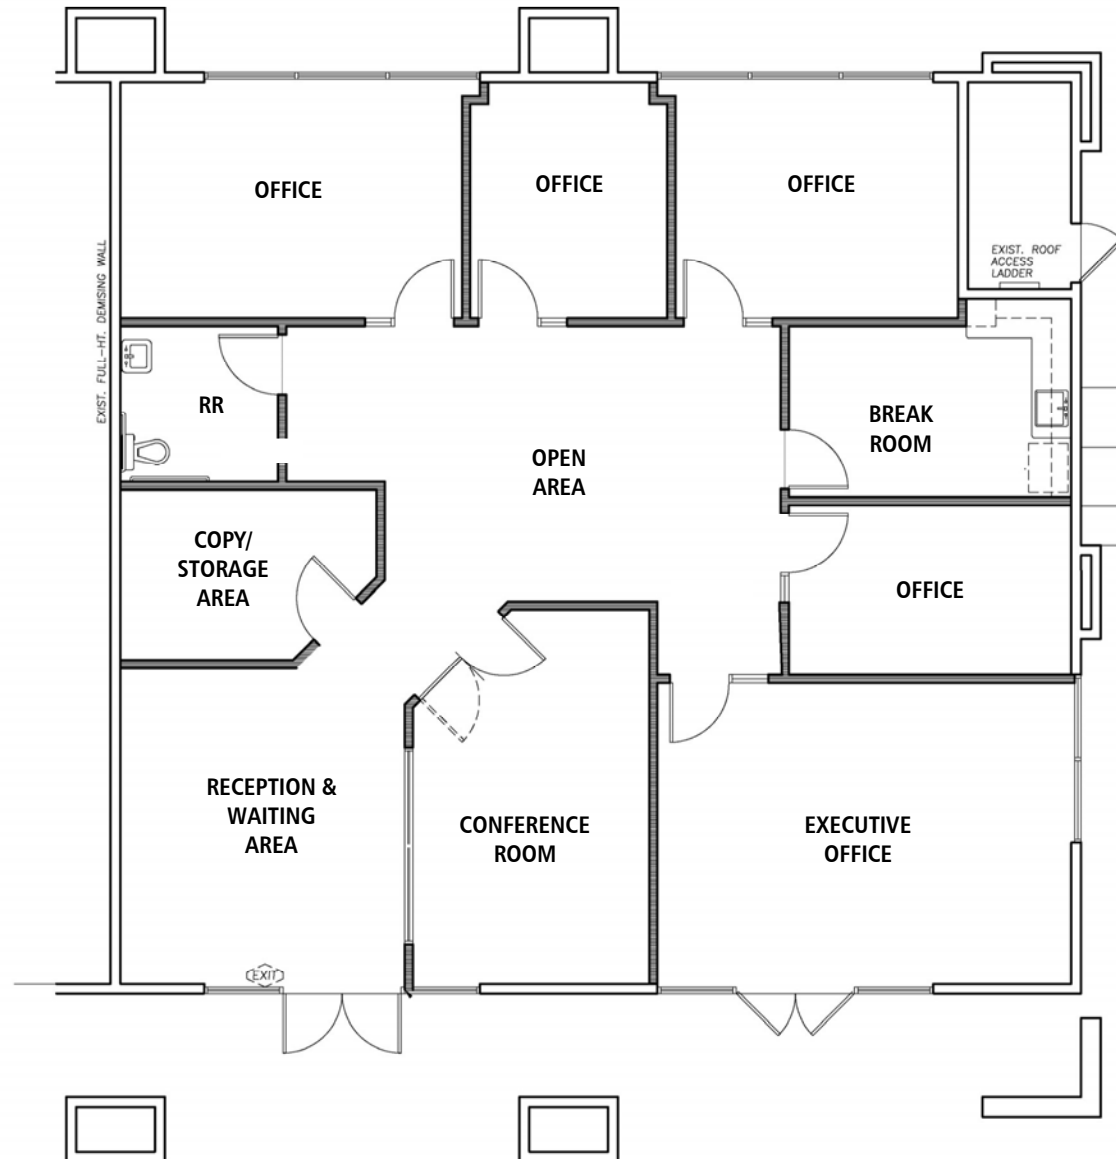 OFFICE
OFFICE
OFFICE
EXIST. ROOF
ACCESS
LADDER
EXIST. FULL-HT. DEMISING WALL
RR
BREAK
ROOM
OPEN
AREA
COPY/
STORAGE
AREA
OFFICE
RECEPTION &
WAITING
AREA
CONFERENCE
ROOM
EXECUTIVE
OFFICE
EXIT